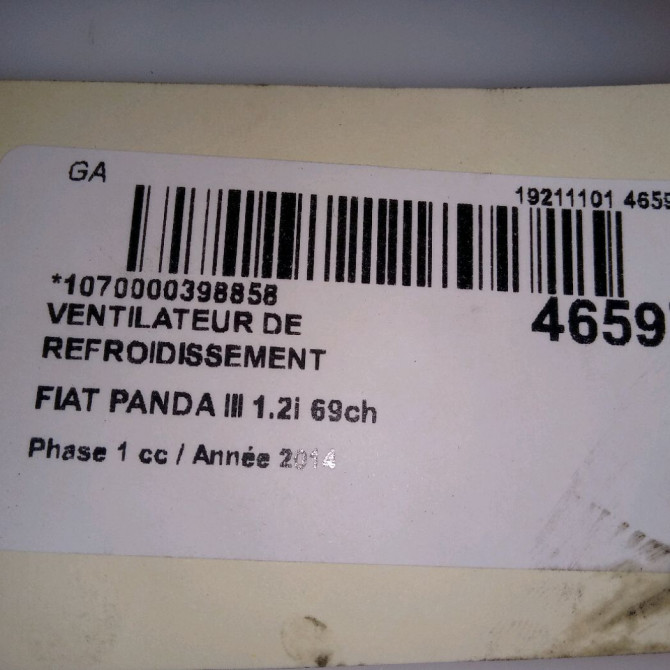 GA
19211101 4659
*1070000398858
4659
VENTILATEUR DE
REFROIDISSEMENT
FIAT PANDA III 1.2i 69ch
Phase 1 cc / Année 2014